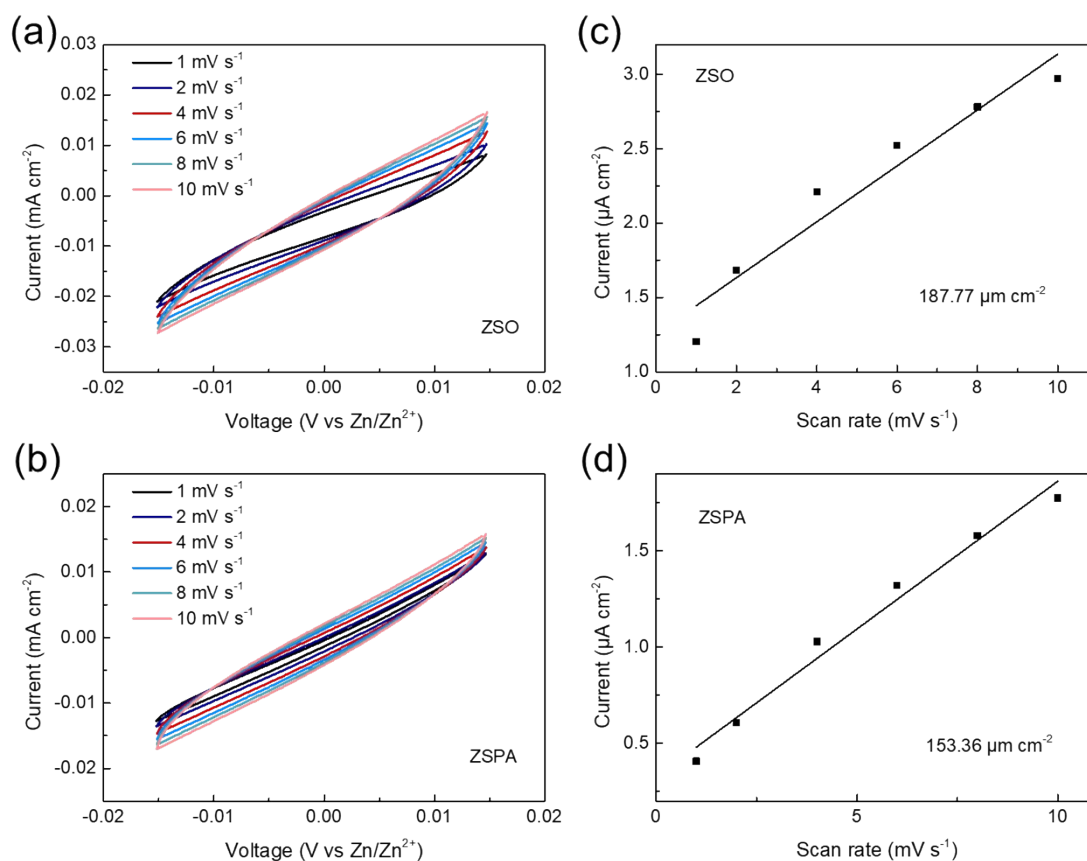 (a)
0.03
0.02
0.01
0.00
-0.01
-0.02
-0.03
Current (mA cm⁻²)
1 mV s⁻¹
2 mV s⁻¹
4 mV s⁻¹
6 mV s⁻¹
8 mV s⁻¹
10 mV s⁻¹
ZSO
-0.02
-0.01
0.00
0.01
0.02
Voltage (V vs Zn/Zn²⁺)
(c)
3.0
2.5
2.0
1.5
1.0
Current (µA cm⁻²)
ZSO
187.77 µm cm⁻²
0
2
4
6
8
10
Scan rate (mV s⁻¹)
(b)
0.02
0.01
0.00
-0.01
-0.02
Current (mA cm⁻²)
1 mV s⁻¹
2 mV s⁻¹
4 mV s⁻¹
6 mV s⁻¹
8 mV s⁻¹
10 mV s⁻¹
ZSPA
-0.02
-0.01
0.00
0.01
0.02
Voltage (V vs Zn/Zn²⁺)
(d)
1.5
1.0
0.5
Current (µA cm⁻²)
ZSPA
153.36 µm cm⁻²
0
5
10
Scan rate (mV s⁻¹)